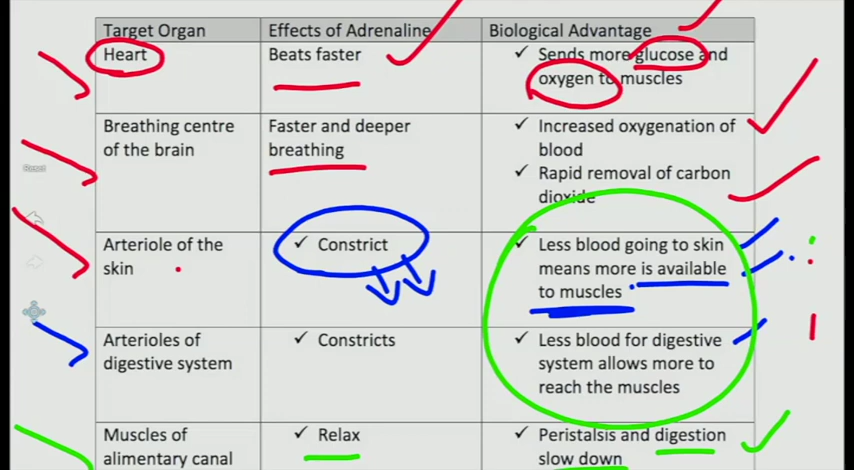 Target Organ Effects of Adrenaline Biological Advantage
Heart Beats faster ✓ Sends more glucose and
oxygen to muscles
Breathing centre Faster and deeper ✓ Increased oxygenation of
of the brain breathing blood
✓ Rapid removal of carbon
dioxide
Arteriole of the ✓ Constrict ✓ Less blood going to skin
skin means more is available
to muscles
Arterioles of ✓ Constricts ✓ Less blood for digestive
digestive system system allows more to
reach the muscles
Muscles of ✓ Relax ✓ Peristalsis and digestion
alimentary canal slow down
Reset